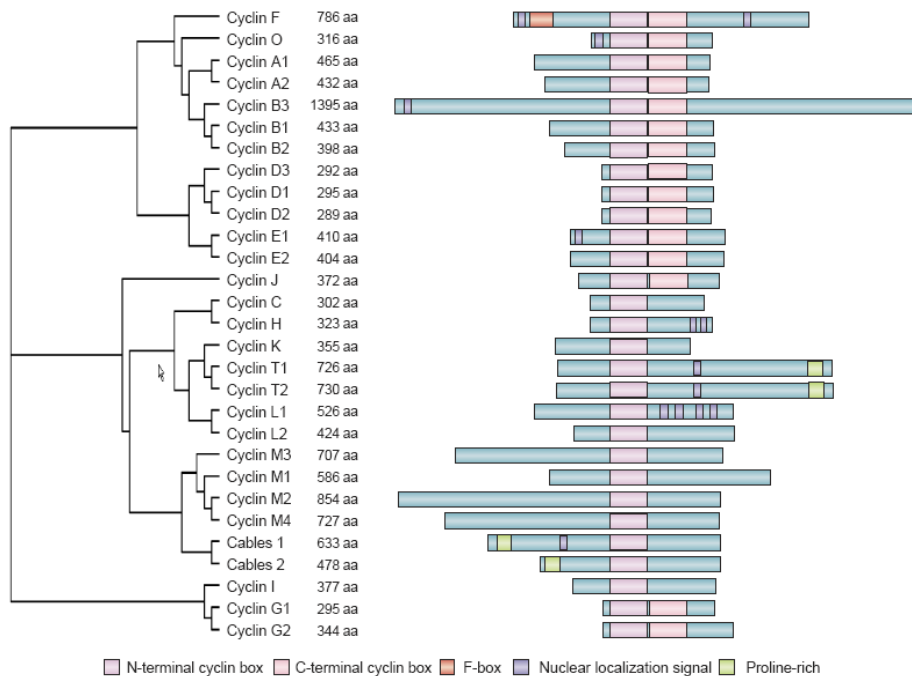 Cyclin F 786 aa
Cyclin O 316 aa
Cyclin A1 465 aa
Cyclin A2 432 aa
Cyclin B3 1395 aa
Cyclin B1 433 aa
Cyclin B2 398 aa
Cyclin D3 292 aa
Cyclin D1 295 aa
Cyclin D2 289 aa
Cyclin E1 410 aa
Cyclin E2 404 aa
Cyclin J 372 aa
Cyclin C 302 aa
Cyclin H 323 aa
Cyclin K 355 aa
Cyclin T1 726 aa
Cyclin T2 730 aa
Cyclin L1 526 aa
Cyclin L2 424 aa
Cyclin M3 707 aa
Cyclin M1 586 aa
Cyclin M2 854 aa
Cyclin M4 727 aa
Cables 1 633 aa
Cables 2 478 aa
Cyclin I 377 aa
Cyclin G1 295 aa
Cyclin G2 344 aa
N-terminal cyclin box C-terminal cyclin box F-box Nuclear localization signal Proline-rich